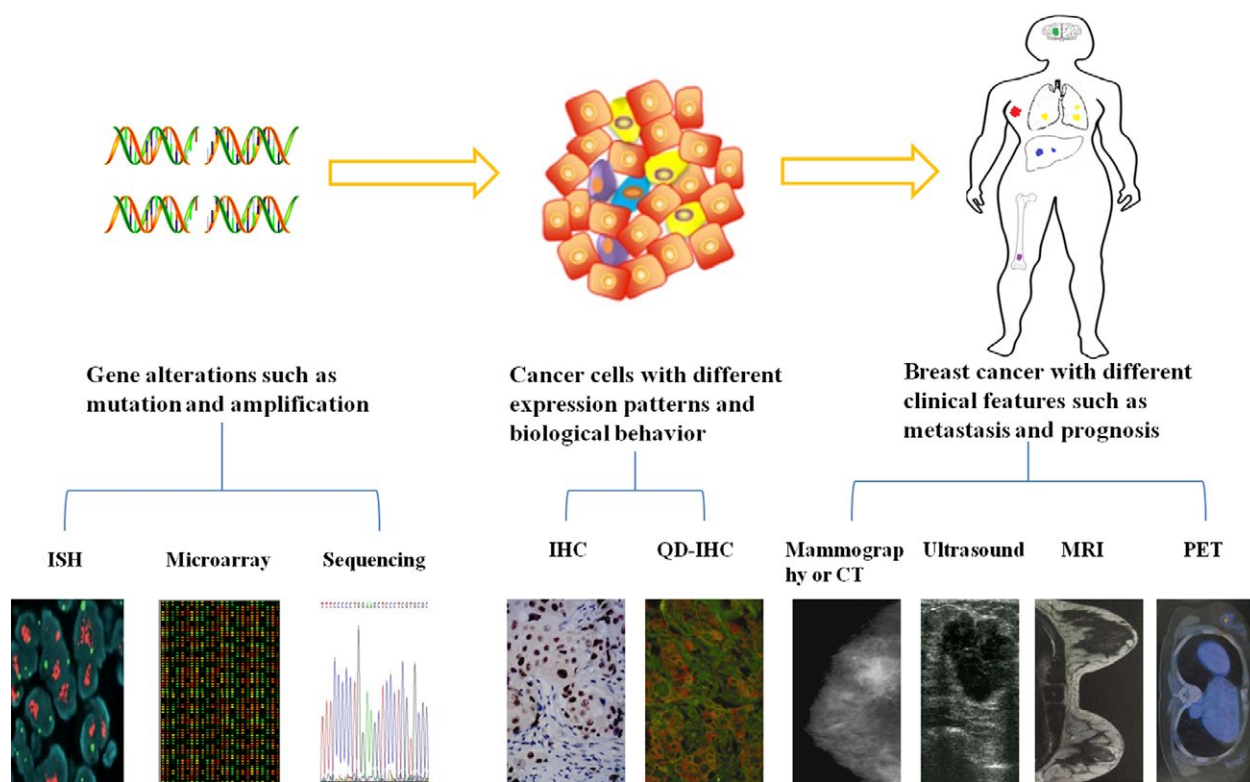 Gene alterations such as
mutation and amplification
Cancer cells with different
expression patterns and
biological behavior
Breast cancer with different
clinical features such as
metastasis and prognosis
ISH
Microarray
Sequencing
IHC
QD-IHC
Mammograp
hy or CT
Ultrasound
MRI
PET